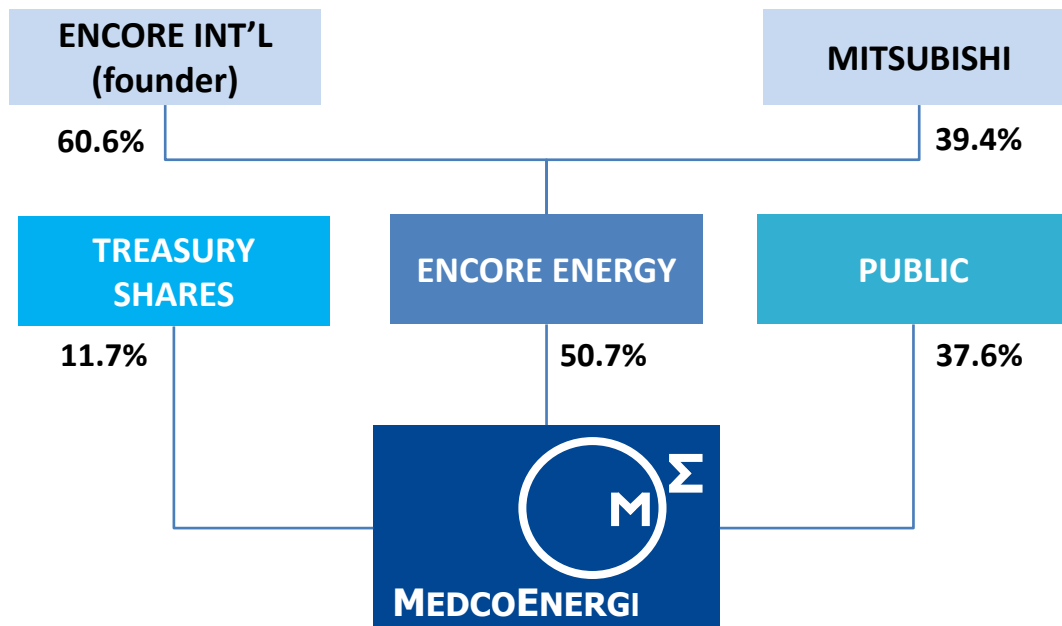 ENCORE INT’L
(founder)
MITSUBISHI
60.6%
39.4%
TREASURY
SHARES
ENCORE ENERGY
PUBLIC
11.7%
50.7%
37.6%
M Σ
MEDCOENERGI